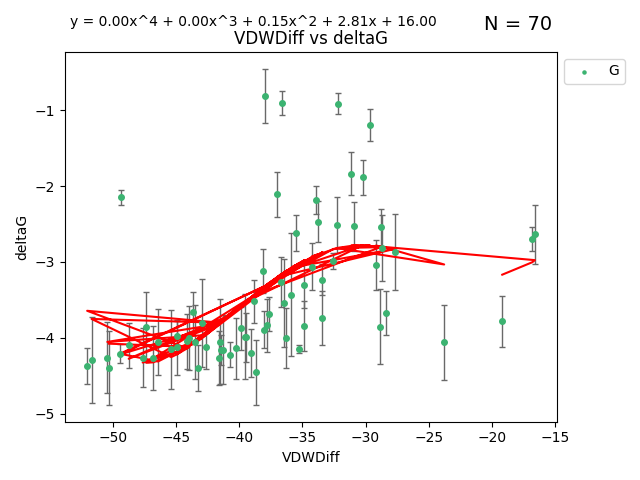 y = 0.00x^4 + 0.00x^3 + 0.15x^2 + 2.81x + 16.00
N = 70
VDWDiff vs deltaG
G
deltaG
−1
−2
−3
−4
−5
−50 −45 −40 −35 −30 −25 −20 −15
VDWDiff